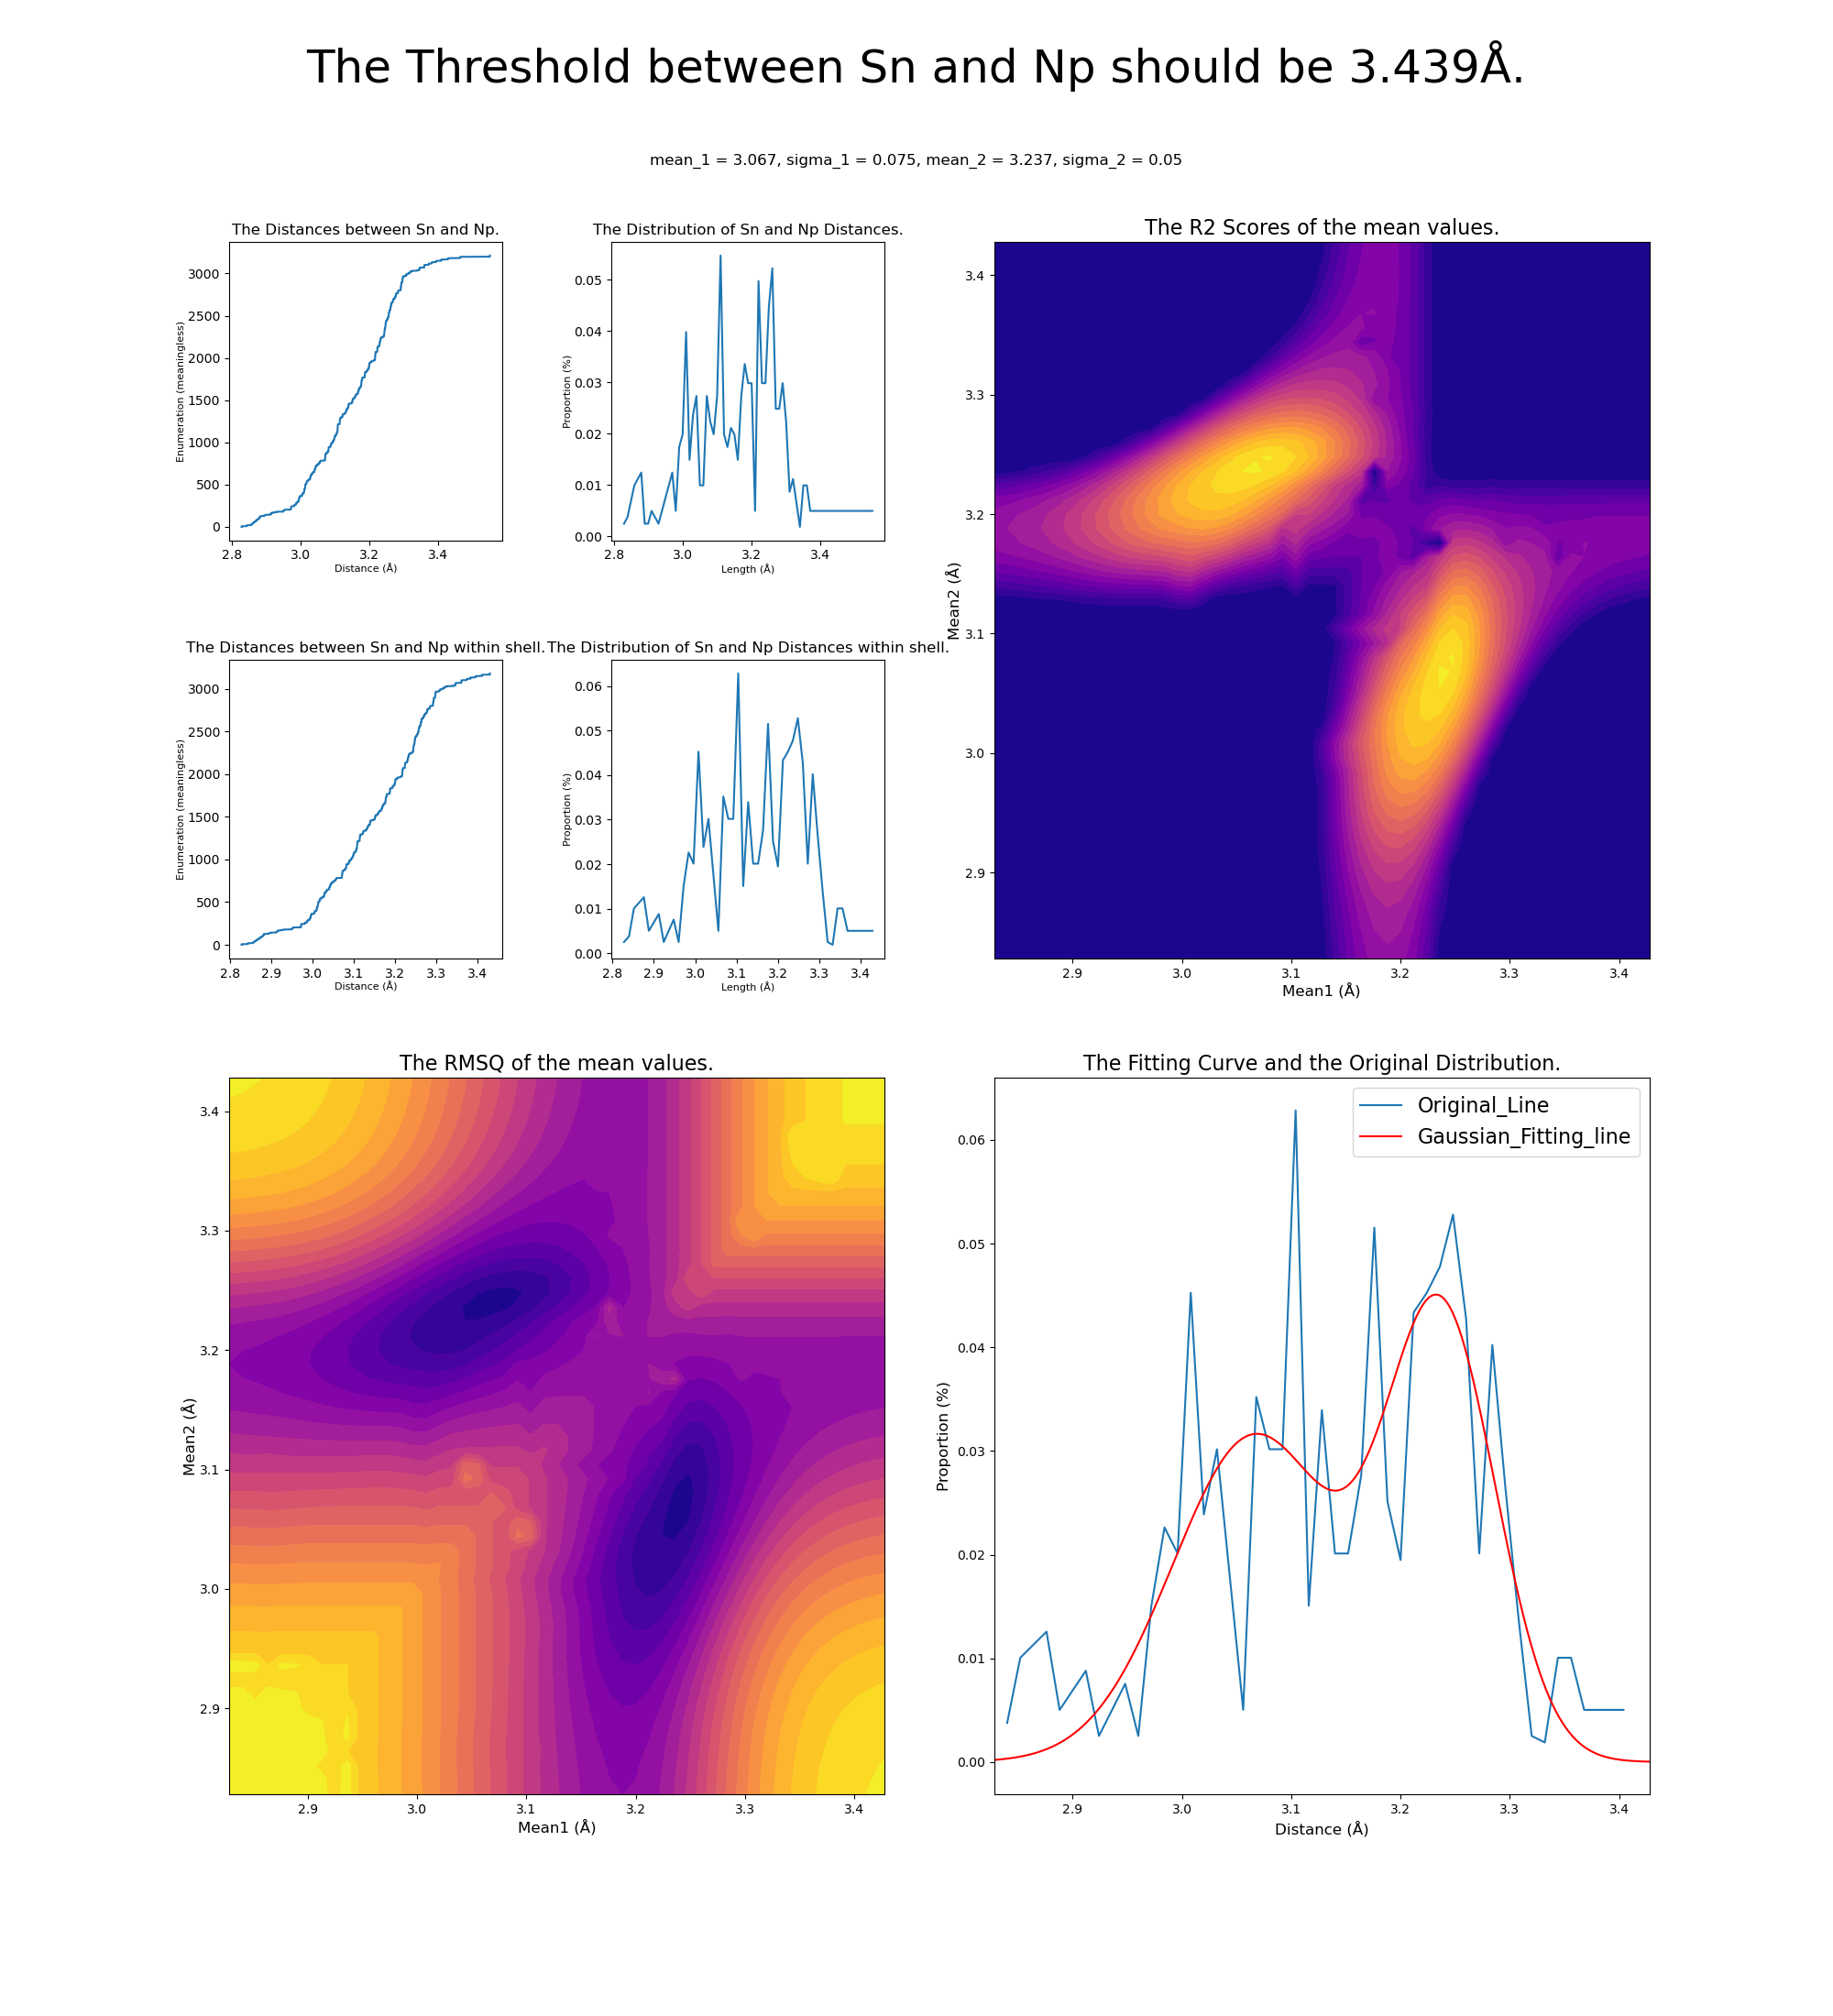 The Threshold between Sn and Np should be 3.439Å.
mean_1 = 3.067, sigma_1 = 0.075, mean_2 = 3.237, sigma_2 = 0.05
The Distances between Sn and Np.
Enumeration (meaningless)
3000
2500
2000
1500
1000
500
0
2.8 3.0 3.2 3.4
Distance (Å)
The Distribution of Sn and Np Distances.
Proportion (%)
0.05
0.04
0.03
0.02
0.01
0.00
2.8 3.0 3.2 3.4
Length (Å)
The R2 Scores of the mean values.
Mean2 (Å)
3.4
3.3
3.2
3.1
3.0
2.9
2.9 3.0 3.1 3.2 3.3 3.4
Mean1 (Å)
The Distances between Sn and Np within shell.
Enumeration (meaningless)
3000
2500
2000
1500
1000
500
0
2.8 2.9 3.0 3.1 3.2 3.3 3.4
Distance (Å)
The Distribution of Sn and Np Distances within shell.
Proportion (%)
0.06
0.05
0.04
0.03
0.02
0.01
0.00
2.8 2.9 3.0 3.1 3.2 3.3 3.4
Length (Å)
The RMSQ of the mean values.
Mean2 (Å)
3.4
3.3
3.2
3.1
3.0
2.9
2.9 3.0 3.1 3.2 3.3 3.4
Mean1 (Å)
The Fitting Curve and the Original Distribution.
Original_Line
Gaussian_Fitting_line
Proportion (%)
0.06
0.05
0.04
0.03
0.02
0.01
0.00
2.9 3.0 3.1 3.2 3.3 3.4
Distance (Å)